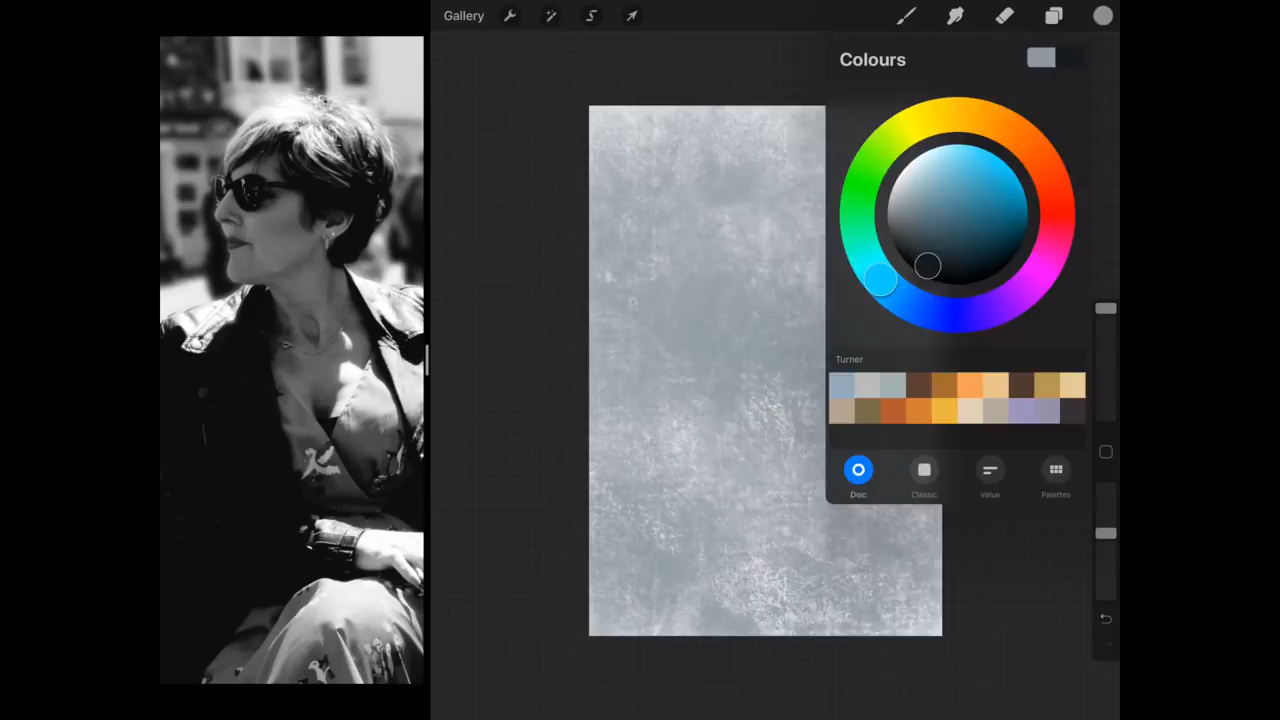 Gallery
Colours
Turner
Disc
Classic
Value
Palettes